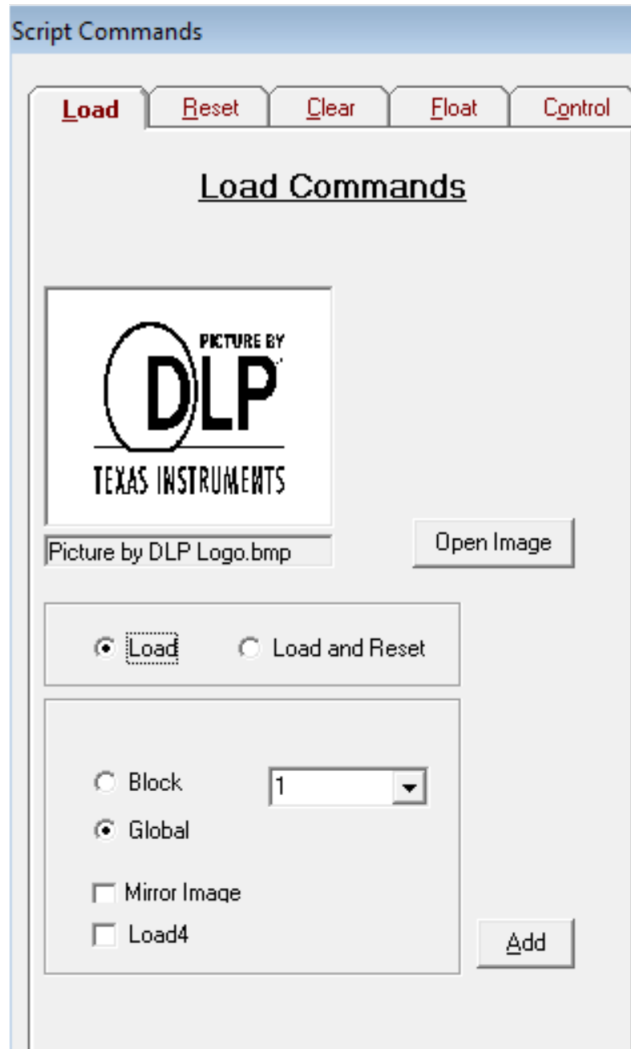 Script Commands
Load Reset Clear Float Control
Load Commands
PICTURE BY
DLP
TEXAS INSTRUMENTS
Picture by DLP Logo.bmp
Open Image
Load Load and Reset
Block 1
Global
Mirror Image
Load4
Add